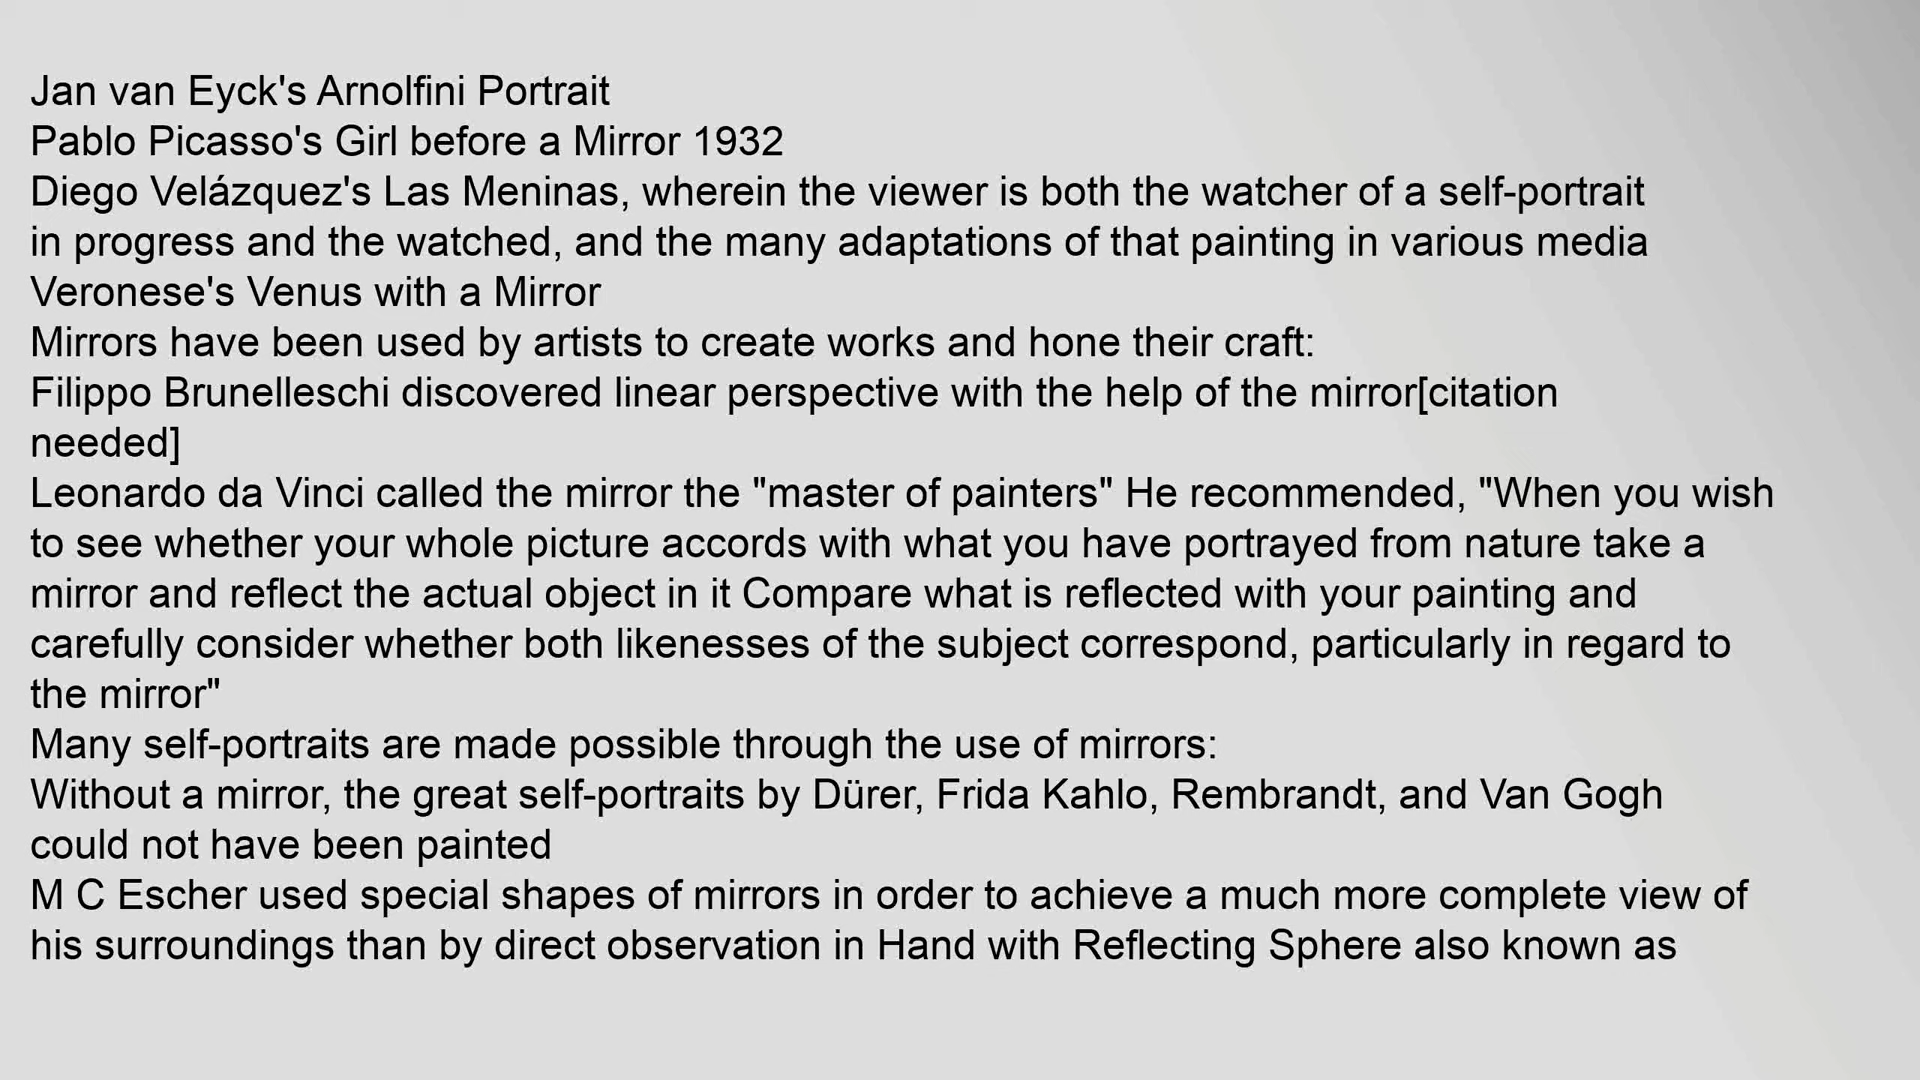 Jan van Eyck's Arnolfini Portrait
Pablo Picasso's Girl before a Mirror 1932
Diego Velázquez's Las Meninas, wherein the viewer is both the watcher of a self-portrait
in progress and the watched, and the many adaptations of that painting in various media
Veronese's Venus with a Mirror
Mirrors have been used by artists to create works and hone their craft:
Filippo Brunelleschi discovered linear perspective with the help of the mirror[citation
needed]
Leonardo da Vinci called the mirror the "master of painters" He recommended, "When you wish
to see whether your whole picture accords with what you have portrayed from nature take a
mirror and reflect the actual object in it Compare what is reflected with your painting and
carefully consider whether both likenesses of the subject correspond, particularly in regard to
the mirror"
Many self-portraits are made possible through the use of mirrors:
Without a mirror, the great self-portraits by Dürer, Frida Kahlo, Rembrandt, and Van Gogh
could not have been painted
M C Escher used special shapes of mirrors in order to achieve a much more complete view of
his surroundings than by direct observation in Hand with Reflecting Sphere also known as